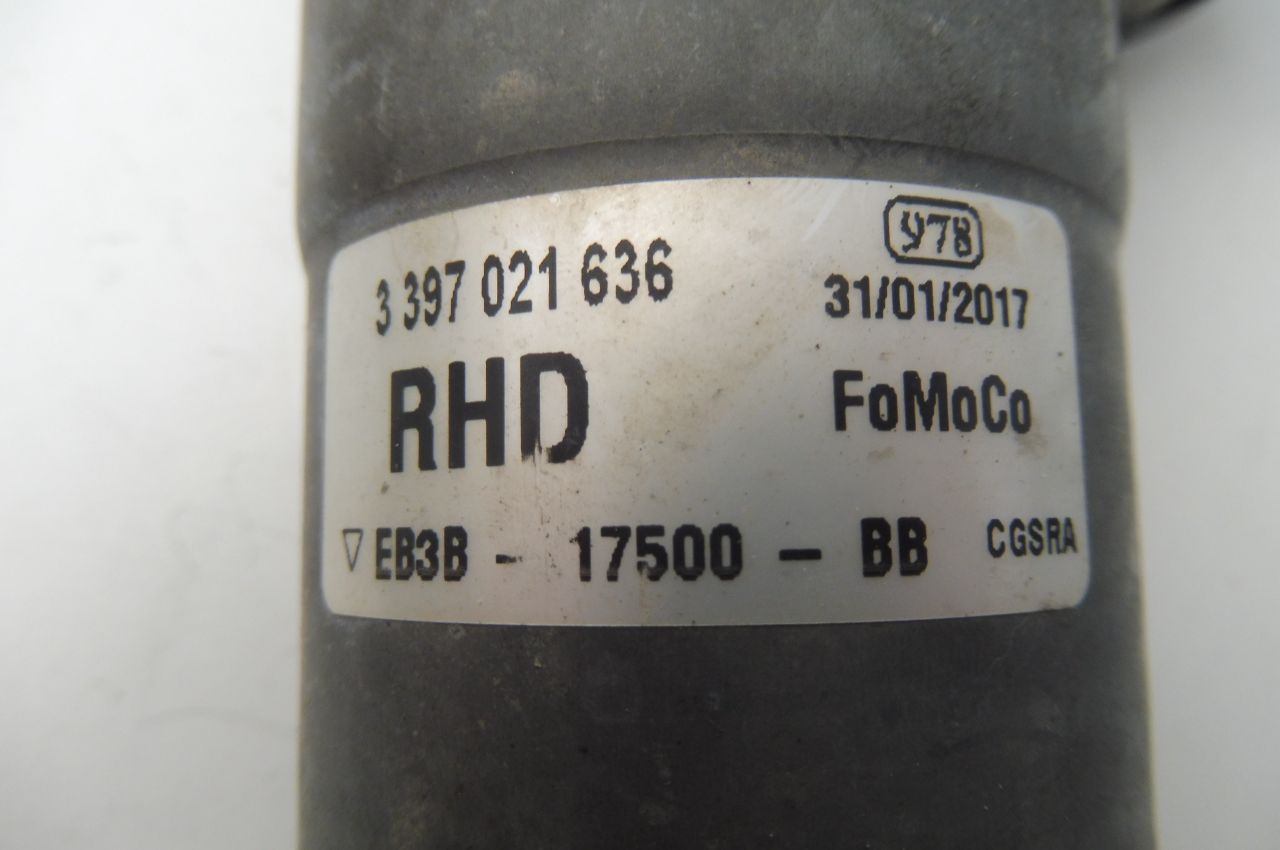 978
3 397 021 636
31/01/2017
RHD
FoMoCo
EB3B - 17500 - BB CGSRA